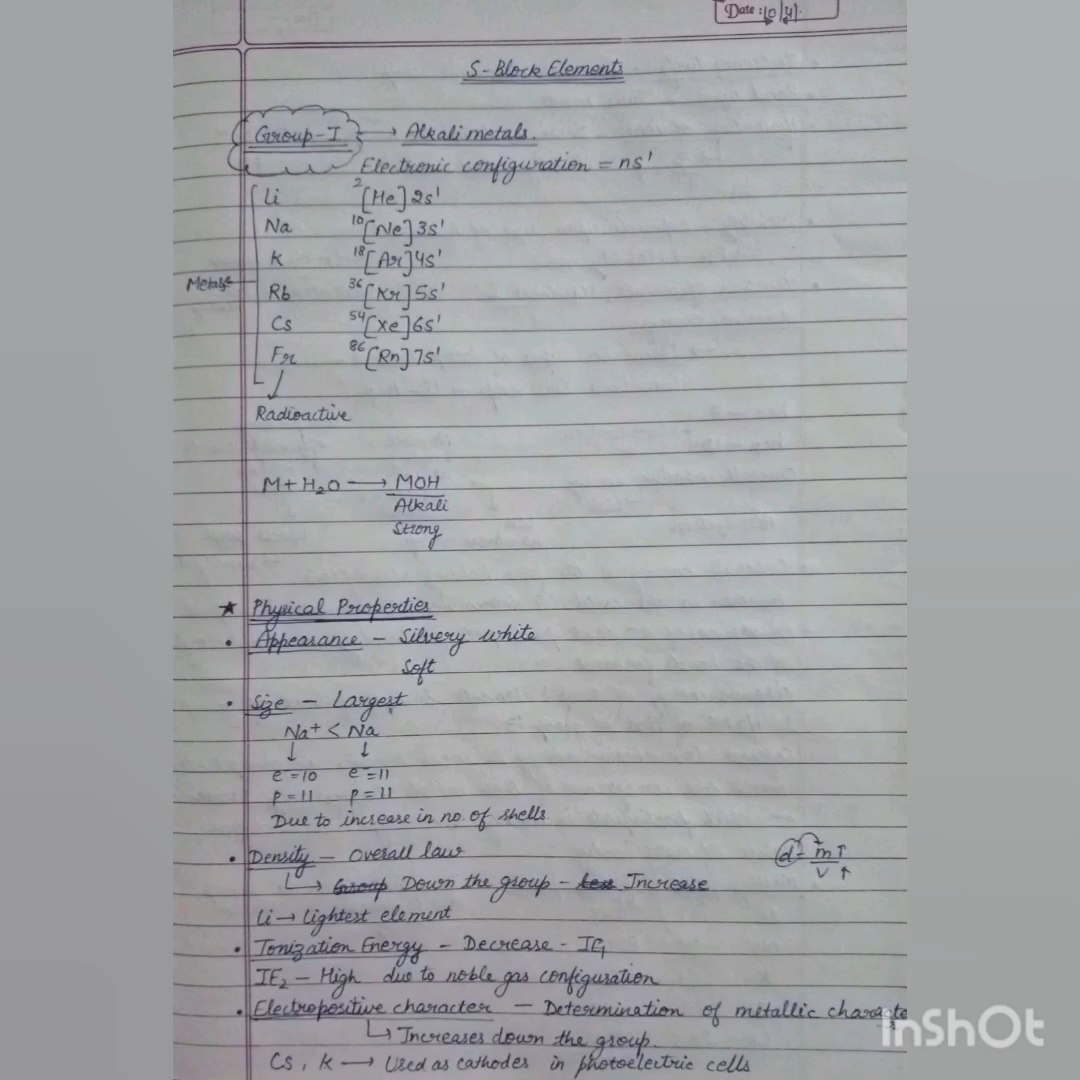 Date: 10/4/.
S-Block Elements
Group-I → Alkali metals.
Electronic configuration = ns¹
Li ²[He]2s¹
Na ¹⁰[Ne]3s¹
K ¹⁸[Ar]4s¹
Metals
Rb ³⁶[Kr]5s¹
Cs ⁵⁴[Xe]6s¹
Fr ⁸⁶[Rn]7s¹
↓
Radioactive
M + H₂O → MOH
Alkali
Strong
★ Physical Properties
• Appearance - Silvery white
Soft
• Size - Largest
Na⁺ < Na
↓ ↓
e⁻=10 e⁻=11
p=11 p=11
Due to increase in no. of shells.
• Density - Overall law d = m↑
v ↑
↳ Group Down the group - Less Increase
Li → Lightest element
• Ionization Energy - Decrease - IE₁
IE₂ - High due to noble gas configuration
• Electropositive character - Determination of metallic characte
↳ Increases down the group.
Cs, K → Used as cathodes in photoelectric cells
InShOt